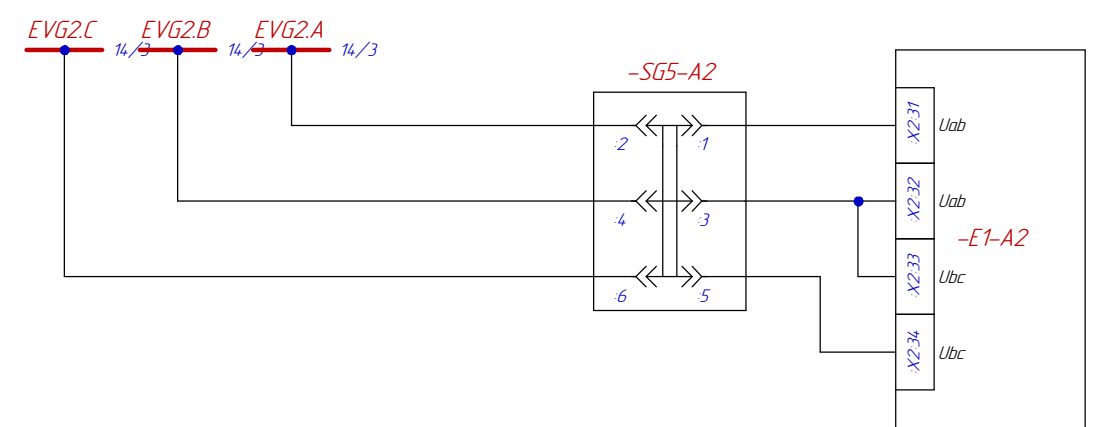 EVG2.C EVG2.B EVG2.A
14/3 14/3 14/3
-SG5-A2
:2 :1 :X2:31 Uab
:4 :3 :X2:32 Uab
-E1-A2
:6 :5 :X2:33 Ubc
:X2:34 Ubc